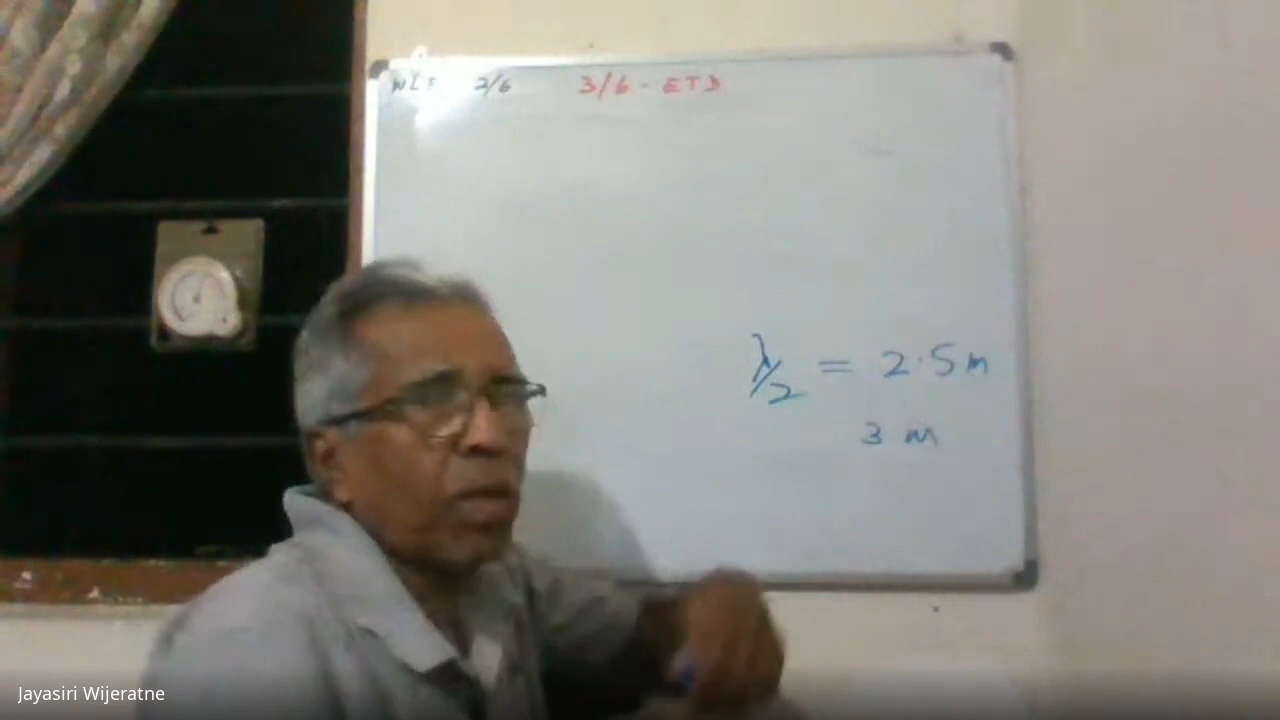 2/6 3/6 - ETD
λ/2 = 2.5 m
3 m
Jayasiri Wijeratne